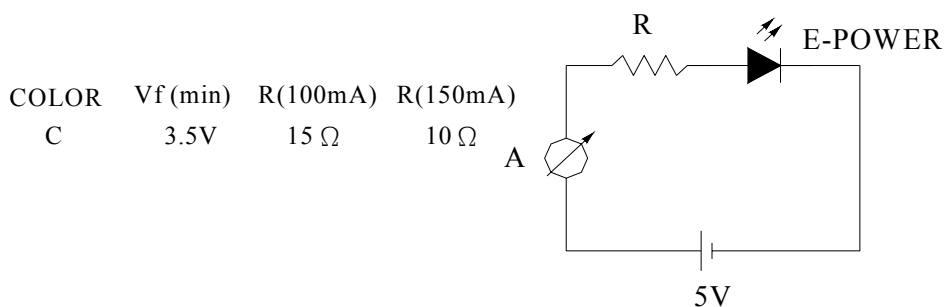 COLOR Vf (min) R(100mA) R(150mA)
C 3.5V 15 Ω 10 Ω
R
E-POWER
A
5V